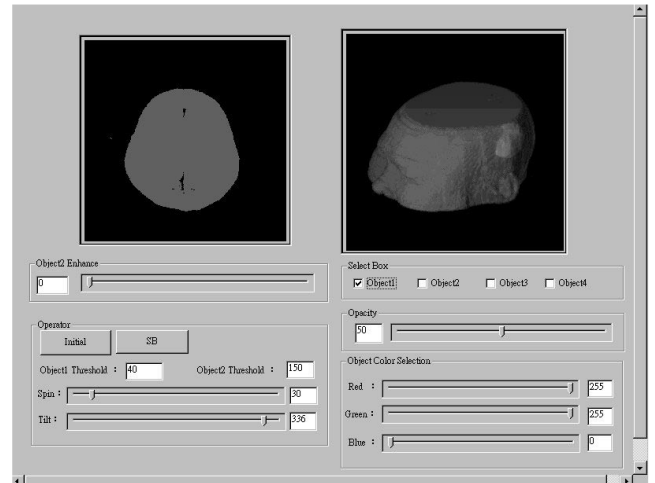 Object2 Enhance
0
Operator
Initial SB
Object1 Threshold : 40 Object2 Threshold : 150
Spin : 30
Tilt : 336
Select Box
Object1 Object2 Object3 Object4
Opacity
50
Object Color Selection
Red : 255
Green : 255
Blue : 0